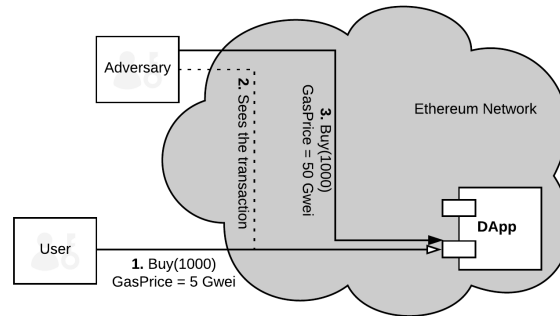 Adversary
2. Sees the transaction
3. Buy(1000)
GasPrice = 50 Gwei
Ethereum Network
DApp
User
1. Buy(1000)
GasPrice = 5 Gwei